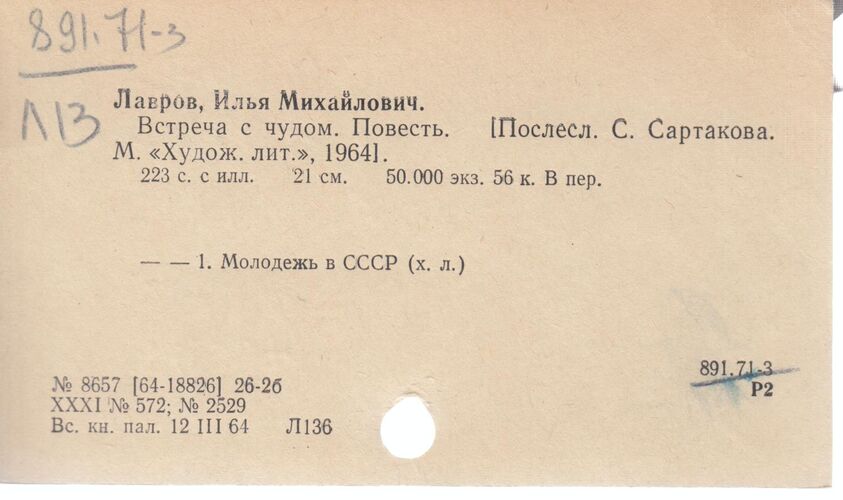 891.71-3
Л13
Лавров, Илья Михайлович.
Встреча с чудом. Повесть. [Послесл. С. Сартакова.
М. «Худож. лит.», 1964].
223 с. с илл. 21 см. 50.000 экз. 56 к. В пер.
— — 1. Молодежь в СССР (х. л.)
891.71-3
Р2
№ 8657 [64-18826] 26-2б
XXXI № 572; № 2529
Вс. кн. пал. 12 III 64 Л136